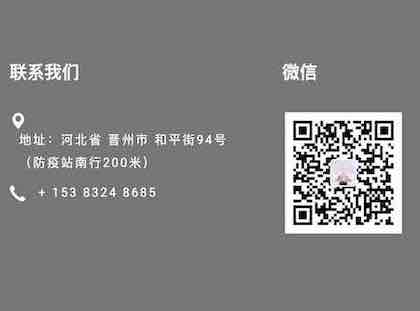 联系我们
微信
地址：河北省 晋州市 和平街94号
（防疫站南行200米）
+ 153 8324 8685